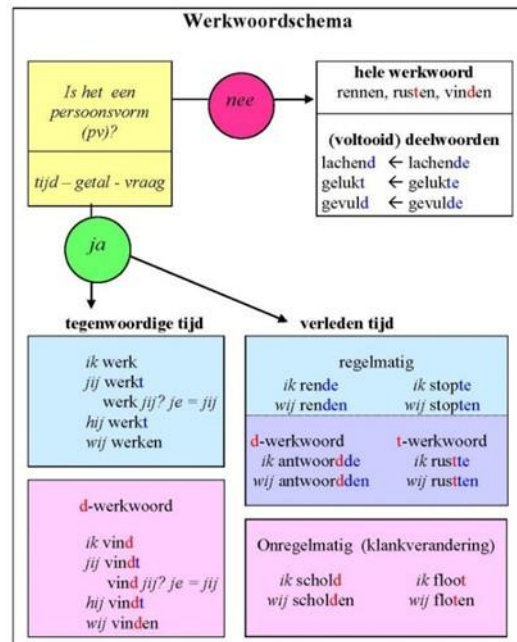 Werkwoordschema
Is het een
persoonsvorm
(pv)?
tijd – getal - vraag
nee
hele werkwoord
rennen, rusten, vinden
(voltooid) deelwoorden
lachend ← lachende
gelukt ← gelukte
gevuld ← gevulde
ja
tegenwoordige tijd
ik werk
jij werkt
werk jij? je = jij
hij werkt
wij werken
d-werkwoord
ik vind
jij vindt
vind jij? je = jij
hij vindt
wij vinden
verleden tijd
regelmatig
ik rende ik stopte
wij renden wij stopten
d-werkwoord t-werkwoord
ik antwoordde ik rustte
wij antwoordden wij rustten
Onregelmatig (klankverandering)
ik schold ik floot
wij scholden wij floten